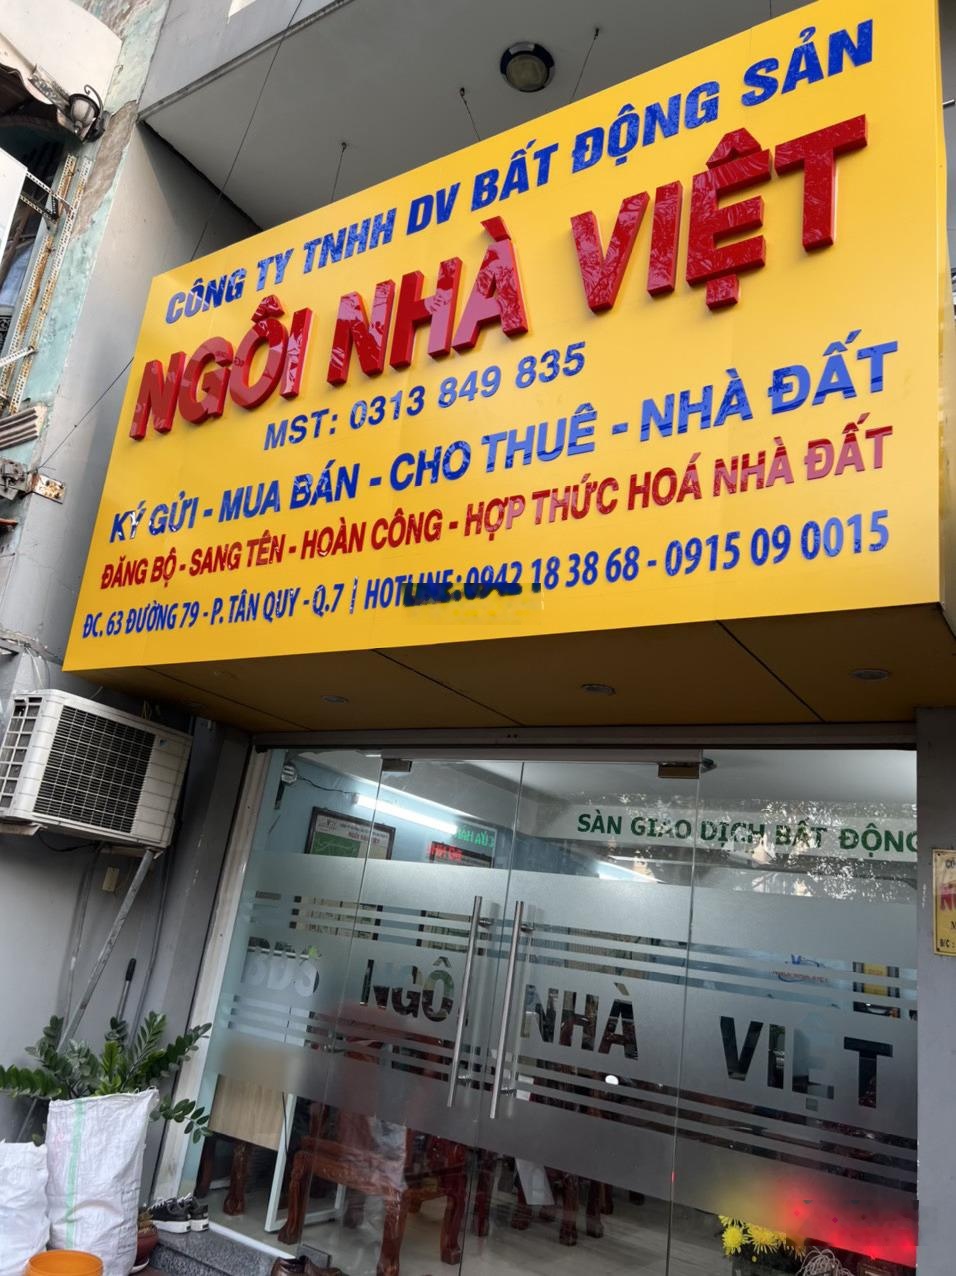 CÔNG TY TNHH DV BẤT ĐỘNG SẢN
NGÔI NHÀ VIỆT
MST: 0313 849 835
KÝ GỬI - MUA BÁN - CHO THUÊ - NHÀ ĐẤT
ĐĂNG BỘ - SANG TÊN - HOÀN CÔNG - HỢP THỨC HOÁ NHÀ ĐẤT
ĐC. 63 ĐƯỜNG 79 - P. TÂN QUY - Q.7 | HOTLINE: 0942 18 38 68 - 0915 09 0015
SÀN GIAO DỊCH BẤT ĐỘNG
BĐS NGÔI NHÀ VIỆT